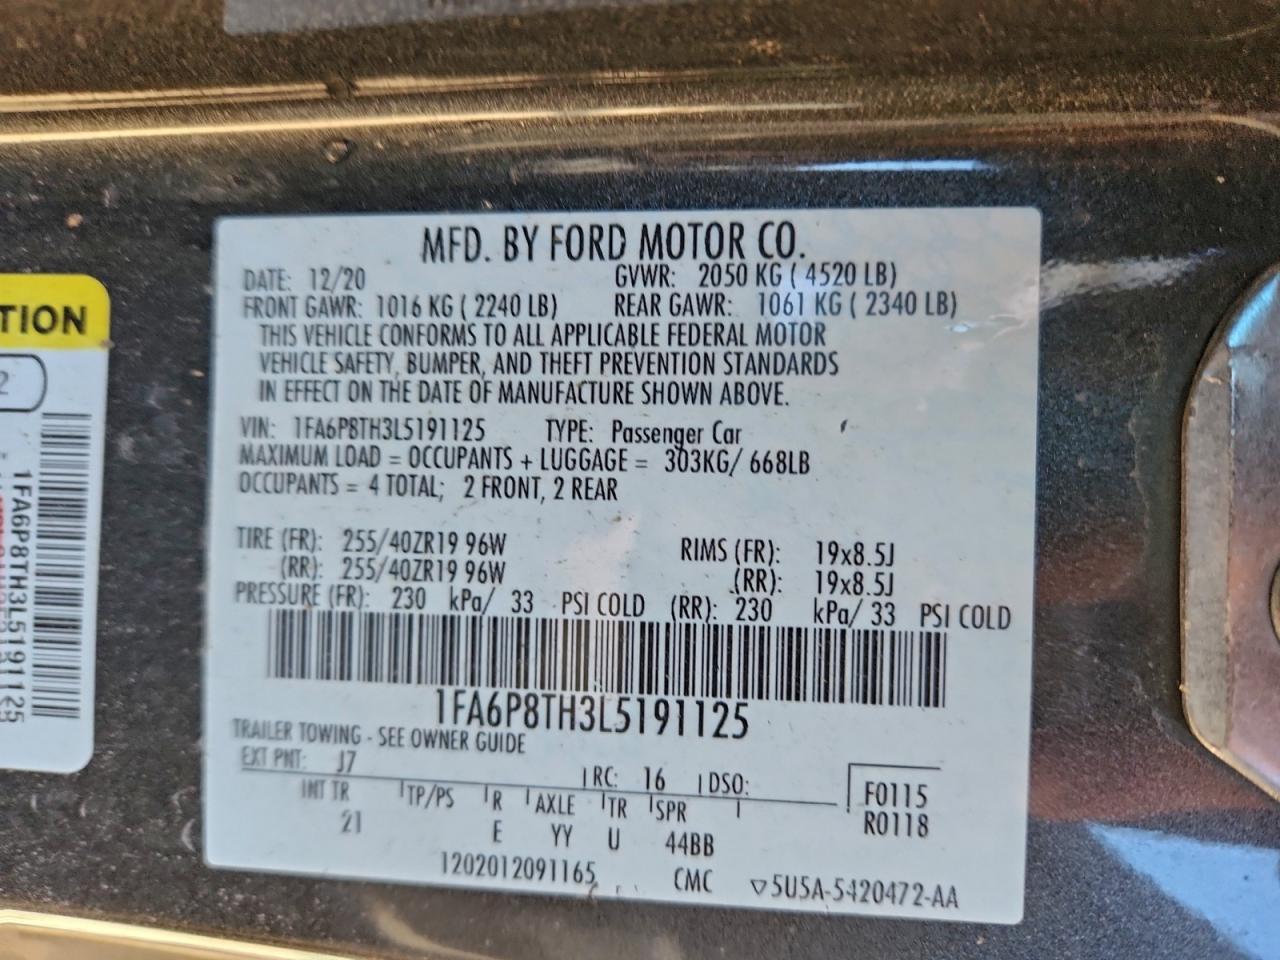 MFD. BY FORD MOTOR CO.
DATE: 12/20 GVWR: 2050 KG ( 4520 LB)
FRONT GAWR: 1016 KG ( 2240 LB) REAR GAWR: 1061 KG ( 2340 LB)
THIS VEHICLE CONFORMS TO ALL APPLICABLE FEDERAL MOTOR
VEHICLE SAFETY, BUMPER, AND THEFT PREVENTION STANDARDS
IN EFFECT ON THE DATE OF MANUFACTURE SHOWN ABOVE.
VIN: 1FA6P8TH3L5191125 TYPE: Passenger Car
MAXIMUM LOAD = OCCUPANTS + LUGGAGE = 303KG/ 668LB
OCCUPANTS = 4 TOTAL; 2 FRONT, 2 REAR
TIRE (FR): 255/40ZR19 96W RIMS (FR): 19x8.5J
(RR): 255/40ZR19 96W (RR): 19x8.5J
PRESSURE (FR): 230 kPa/ 33 PSI COLD (RR): 230 kPa/ 33 PSI COLD
1FA6P8TH3L5191125
TRAILER TOWING - SEE OWNER GUIDE
EXT PNT: J7 RC: 16 DSO:
INT TR TP/PS R AXLE TR SPR F0115
21 E YY U 44BB R0118
1202012091165 CMC ▽5U5A-5420472-AA
TION
2
1FA6P8TH3L5191125